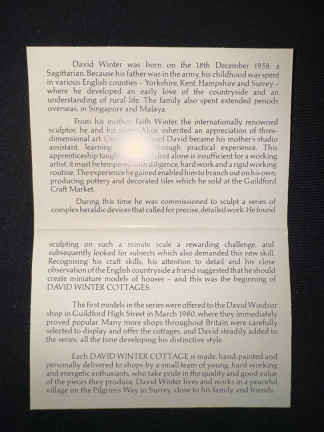 David Winter was born on the 18th December 1958, a
Sagittarian. Because his father was in the army, his childhood was spent
in various English counties – Yorkshire, Kent, Hampshire and Surrey –
where he developed an early love of the countryside and an
understanding of rural life. The family also spent extended periods
overseas, in Singapore and Malaya.
From his mother, Faith Winter, the internationally renowned
sculptor, he and his Alice inherited an appreciation of three-
dimensional art. David became his mother's studio
assistant, learning through practical experience. This
apprenticeship alone is insufficient for a working
artist, it must be diligence, hard work and a rigid working
routine. The experience he gained enabled him to branch out on his own,
producing pottery and decorated tiles which he sold at the Guildford
Craft Market.
During this time he was commissioned to sculpt a series of
complex heraldic devices that called for precise, detailed work. He found
sculpting on such a minute scale a rewarding challenge, and
subsequently looked for subjects which also demanded this new skill.
Recognising his craft skills, his attention to detail and his close
observation of the English countryside a friend suggested that he should
create miniature models of houses – and this was the beginning of
DAVID WINTER COTTAGES.
The first models in the series were offered to the David Windsor
shop in Guildford High Street in March 1980, where they immediately
proved popular. Many more shops throughout Britain were carefully
selected to display and offer the cottages, and David steadily added to
the series, all the time developing his distinctive style.
Each DAVID WINTER COTTAGE is made, hand-painted and
personally delivered to shops by a small team of young, hard working
and energetic enthusiasts, who take pride in the quality and good value
of the pieces they produce. David Winter lives and works in a peaceful
village on the Pilgrims Way in Surrey, close to his family and friends.